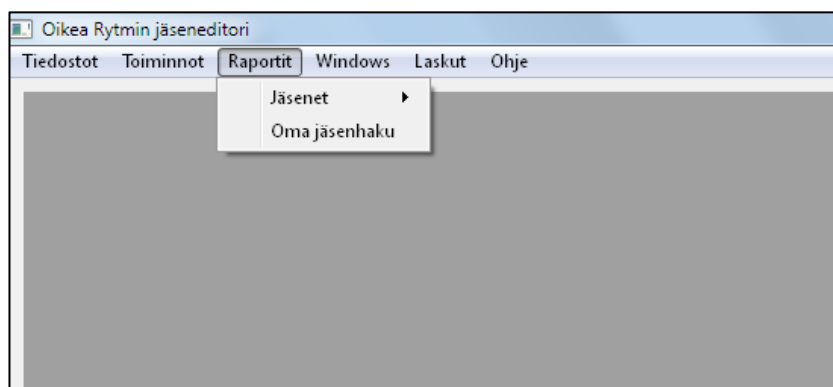 Oikea Rytmin jäseneditori
Tiedostot Toiminnot Raportit Windows Laskut Ohje
Jäsenet
Oma jäsenhaku